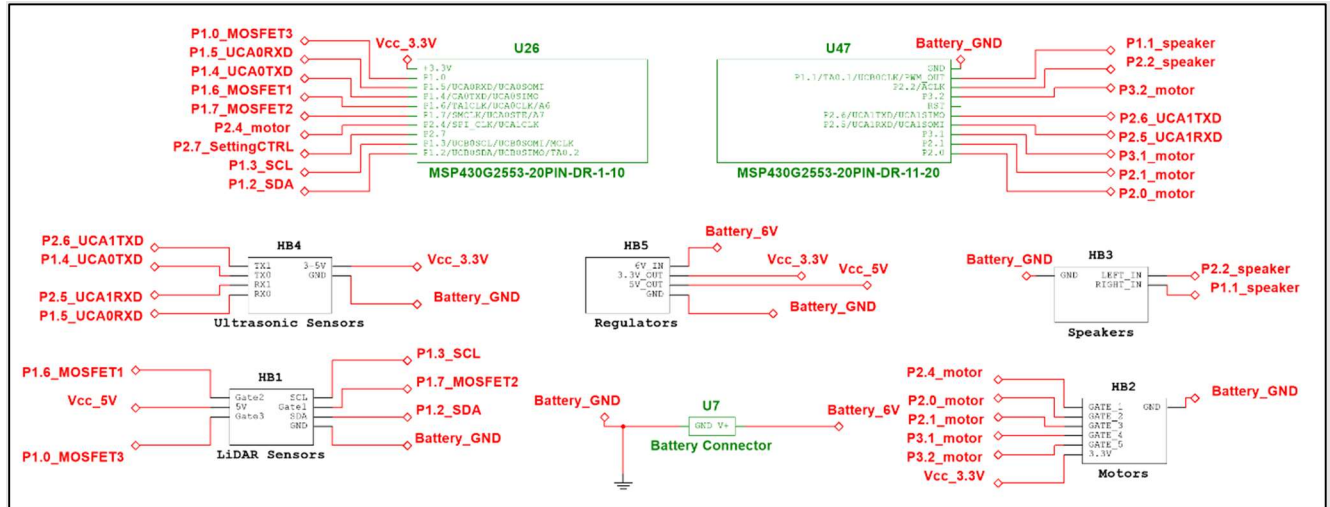 P1.0_MOSFET3
P1.5_UCA0RXD
P1.4_UCA0TXD
P1.6_MOSFET1
P1.7_MOSFET2
P2.4_motor
P2.7_SettingCTRL
P1.3_SCL
P1.2_SDA
Vcc_3.3V
U26
+3.3V
P1.0
P1.5/UCA0RXD/UCA0SOMI
P1.4/CA0TXD/UCA0SIMO
P1.6/TA1CLK/UCA0CLK/A6
P1.7/SMCLK/UCA0STE/A7
P2.4/SPI_CLK/UCA1CLK
P2.7
P1.3/UCB0SCL/UCB0SOMI/MCLK
P1.2/UCB0SDA/UCB0SIMO/TA0.2
MSP430G2553-20PIN-DR-1-10
U47
Battery_GND
GND
P1.1/TA0.1/UCB0CLK/PWM_OUT
P2.2/ACLK
P3.2
RST
P2.6/UCA1TXD/UCA1SIMO
P2.5/UCA1RXD/UCA1SOMI
P3.1
P2.1
P2.0
MSP430G2553-20PIN-DR-11-20
P1.1_speaker
P2.2_speaker
P3.2_motor
P2.6_UCA1TXD
P2.5_UCA1RXD
P3.1_motor
P2.1_motor
P2.0_motor
P2.6_UCA1TXD
P1.4_UCA0TXD
P2.5_UCA1RXD
P1.5_UCA0RXD
HB4
TX1 3-5V
TX0 GND
RX1
RX0
Ultrasonic Sensors
Vcc_3.3V
Battery_GND
HB5
6V_IN
3.3V_OUT
5V_OUT
GND
Regulators
Battery_6V
Vcc_3.3V
Vcc_5V
Battery_GND
Battery_GND
HB3
GND LEFT_IN
RIGHT_IN
Speakers
P2.2_speaker
P1.1_speaker
P1.6_MOSFET1
Vcc_5V
P1.0_MOSFET3
HB1
Gate2 SCL
5V Gate1
Gate3 SDA
GND
LiDAR Sensors
P1.3_SCL
P1.7_MOSFET2
P1.2_SDA
Battery_GND
Battery_GND
U7
GND V+
Battery Connector
Battery_6V
P2.4_motor
P2.0_motor
P2.1_motor
P3.1_motor
P3.2_motor
Vcc_3.3V
HB2
GATE_1 GND
GATE_2
GATE_3
GATE_4
GATE_5
3.3V
Motors
Battery_GND